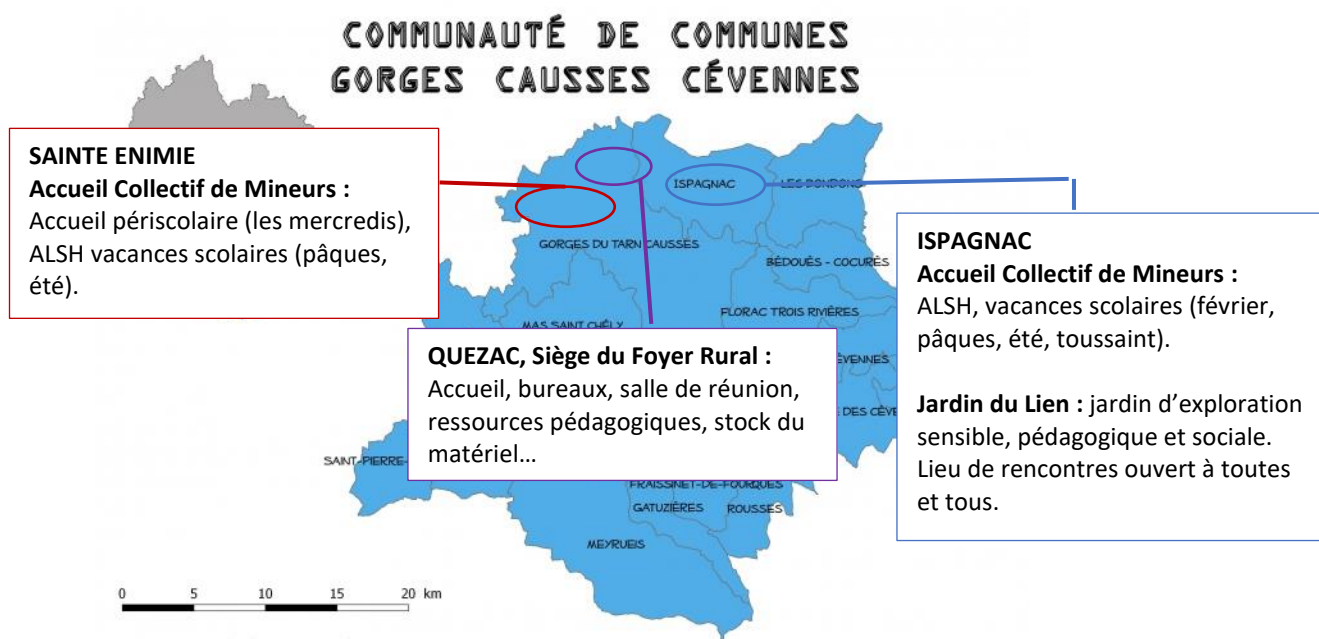 COMMUNAUTÉ DE COMMUNES
GORGES CAUSSES CÉVENNES
SAINTE ENIMIE
Accueil Collectif de Mineurs :
Accueil périscolaire (les mercredis),
ALSH vacances scolaires (pâques,
été).
ISPAGNAC
LES BONDONS
GORGES DU TARN CAUSSES
BÉDOUÈS - COCURÈS
FLORAC TROIS RIVIÈRES
MAS SAINT CHÉLY
ISPAGNAC
Accueil Collectif de Mineurs :
ALSH, vacances scolaires (février,
pâques, été, toussaint).
Jardin du Lien : jardin d’exploration
sensible, pédagogique et sociale.
Lieu de rencontres ouvert à toutes
et tous.
QUEZAC, Siège du Foyer Rural :
Accueil, bureaux, salle de réunion,
ressources pédagogiques, stock du
matériel…
ÉVENNES
DES CÉV
SAINT-PIERRE-
FRAISSINET-DE-FOURQUES
GATUZIÈRES
ROUSSES
MEYRUEIS
0 5 10 15 20 km